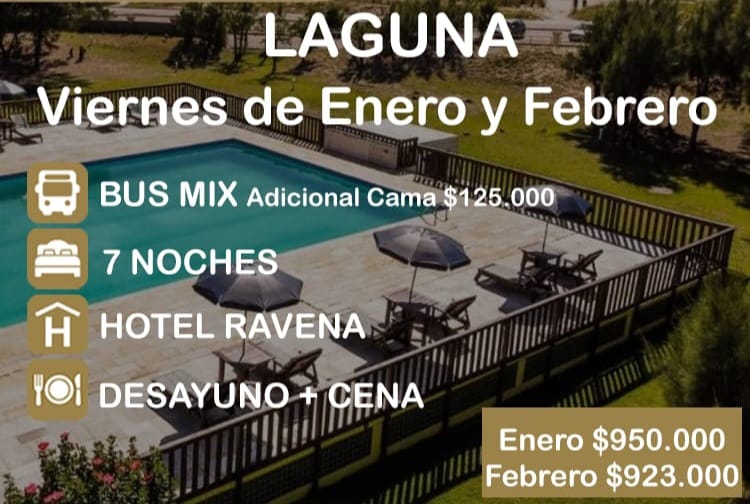 LAGUNA
Viernes de Enero y Febrero
BUS MIX Adicional Cama $125.000
7 NOCHES
HOTEL RAVENA
DESAYUNO + CENA
Enero $950.000
Febrero $923.000